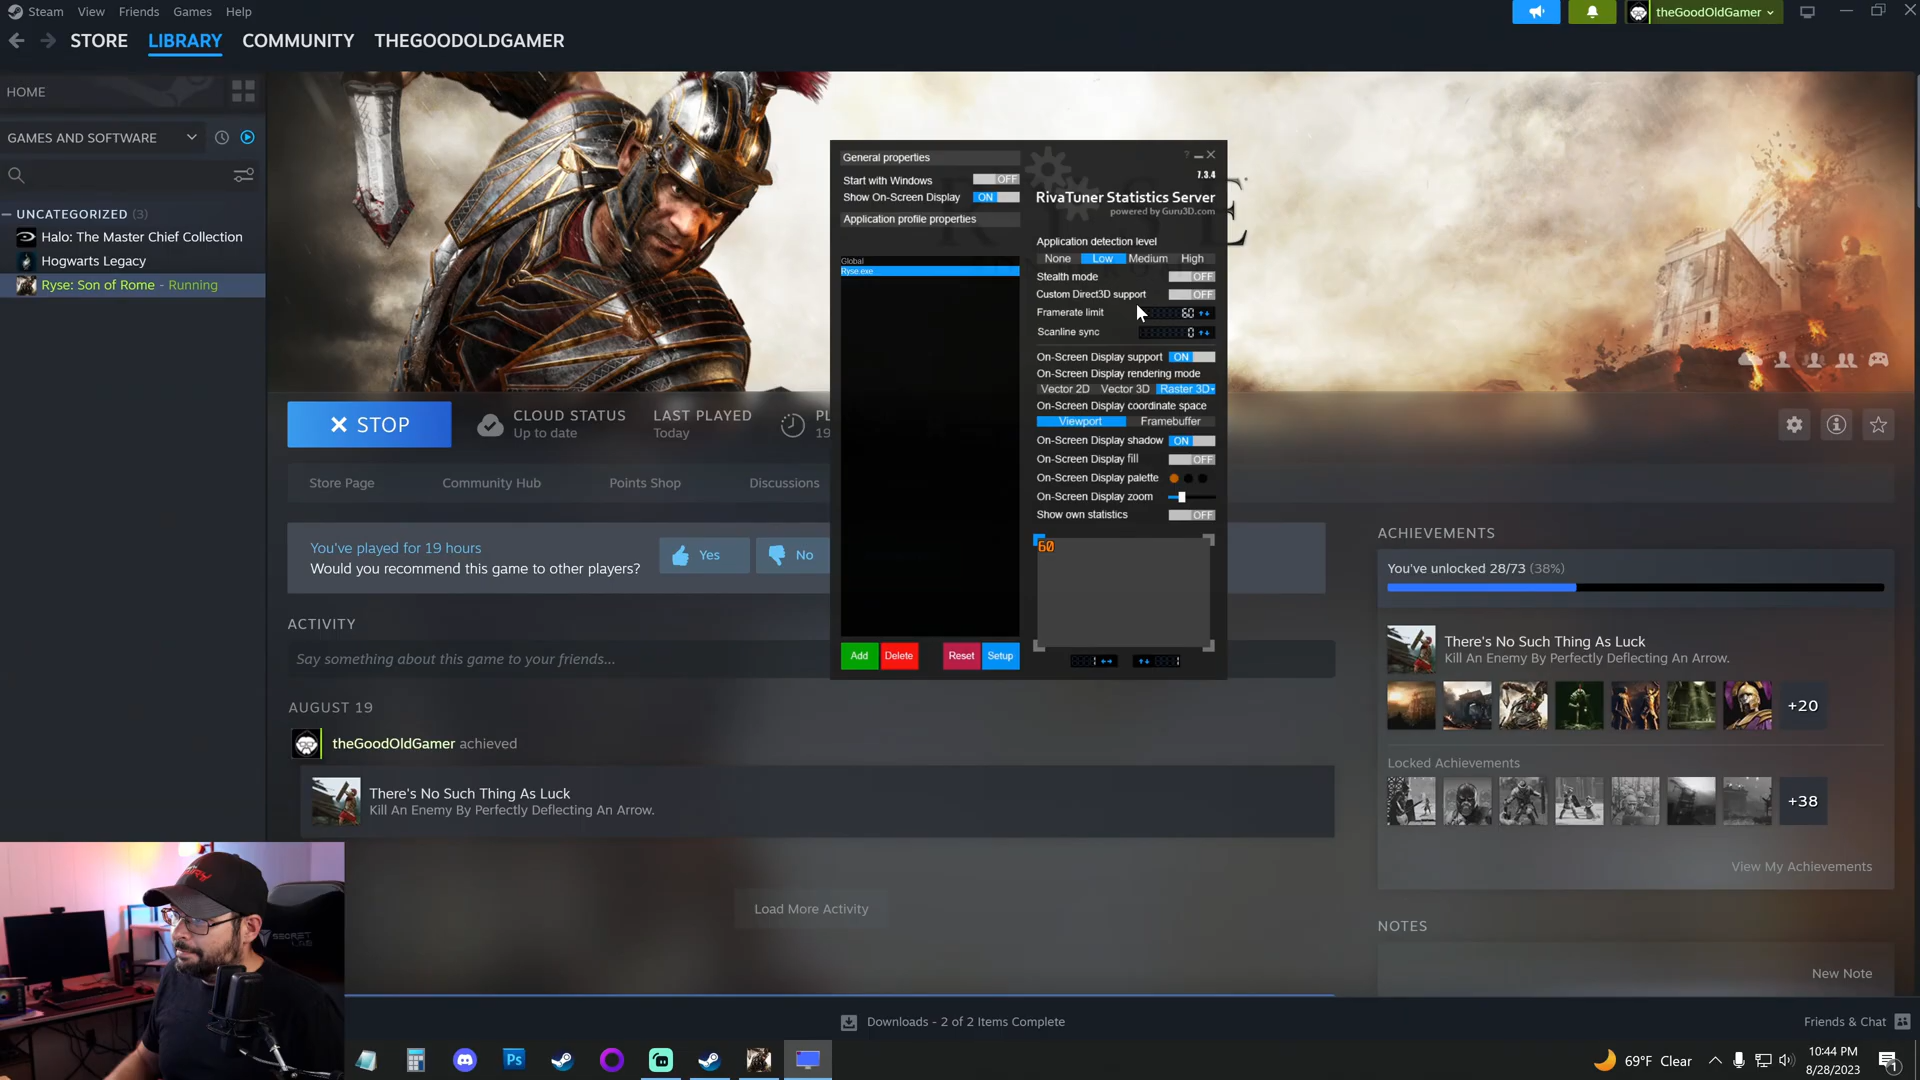 Steam View Friends Games Help
theGoodOldGamer
STORE LIBRARY COMMUNITY THEGOODOLDGAMER
HOME
GAMES AND SOFTWARE
UNCATEGORIZED (3)
Halo: The Master Chief Collection
Hogwarts Legacy
Ryse: Son of Rome - Running
General properties
Start with Windows OFF
Show On-Screen Display ON
Application profile properties
Global
Ryse.exe
Add Delete Reset Setup
? 
7.3.4
RivaTuner Statistics Server
powered by Guru3D.com
Application detection level
None Low Medium High
Stealth mode OFF
Custom Direct3D support OFF
Framerate limit 60
Scanline sync 0
On-Screen Display support ON
On-Screen Display rendering mode
Vector 2D Vector 3D Raster 3D
On-Screen Display coordinate space
Viewport Framebuffer
On-Screen Display shadow ON
On-Screen Display fill OFF
On-Screen Display palette
On-Screen Display zoom
Show own statistics OFF
60
1 1
STOP
CLOUD STATUS
Up to date
LAST PLAYED
Today
PL
19
Store Page Community Hub Points Shop Discussions
You've played for 19 hours
Would you recommend this game to other players?
Yes No
ACTIVITY
Say something about this game to your friends...
AUGUST 19
theGoodOldGamer achieved
There's No Such Thing As Luck
Kill An Enemy By Perfectly Deflecting An Arrow.
Load More Activity
ACHIEVEMENTS
You've unlocked 28/73 (38%)
There's No Such Thing As Luck
Kill An Enemy By Perfectly Deflecting An Arrow.
+20
Locked Achievements
+38
View My Achievements
NOTES
New Note
Downloads - 2 of 2 Items Complete
Friends & Chat
SECRETLAB
Ps
69°F Clear
10:44 PM
8/28/2023
1